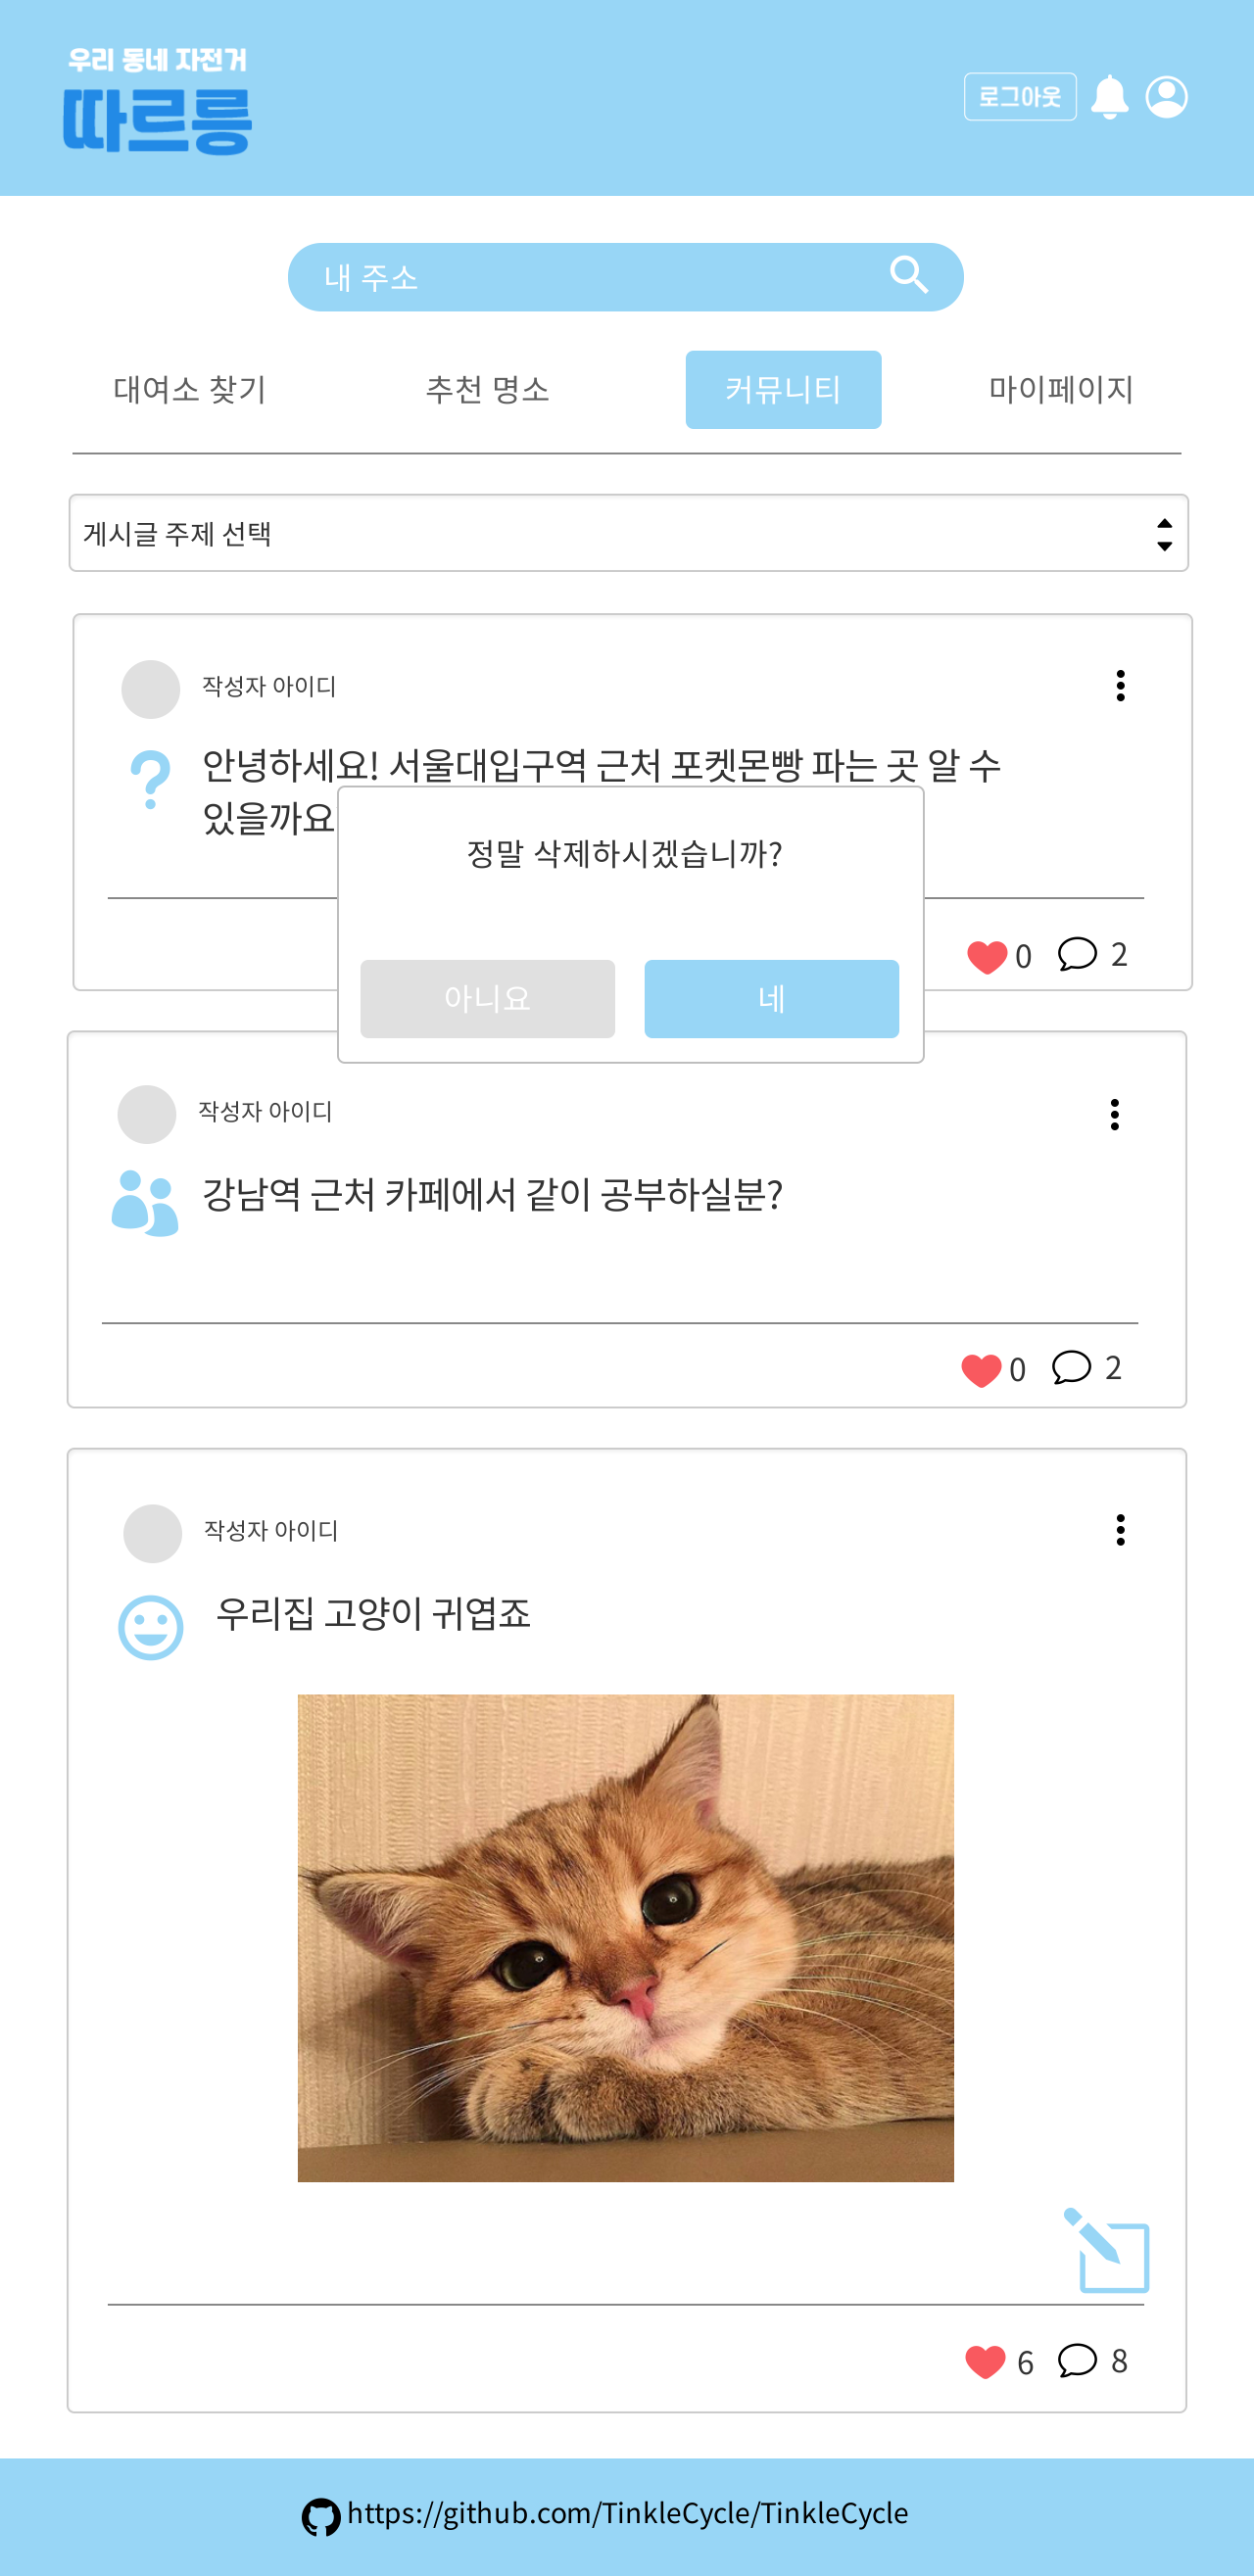 우리 동네 자전거
따르릉
로그아웃
내 주소
대여소 찾기
추천 명소
커뮤니티
마이페이지
게시글 주제 선택
작성자 아이디
안녕하세요! 서울대입구역 근처 포켓몬빵 파는 곳 알 수
있을까요
정말 삭제하시겠습니까?
아니요
네
0
2
작성자 아이디
강남역 근처 카페에서 같이 공부하실분?
0
2
작성자 아이디
우리집 고양이 귀엽죠
6
8
https://github.com/TinkleCycle/TinkleCycle